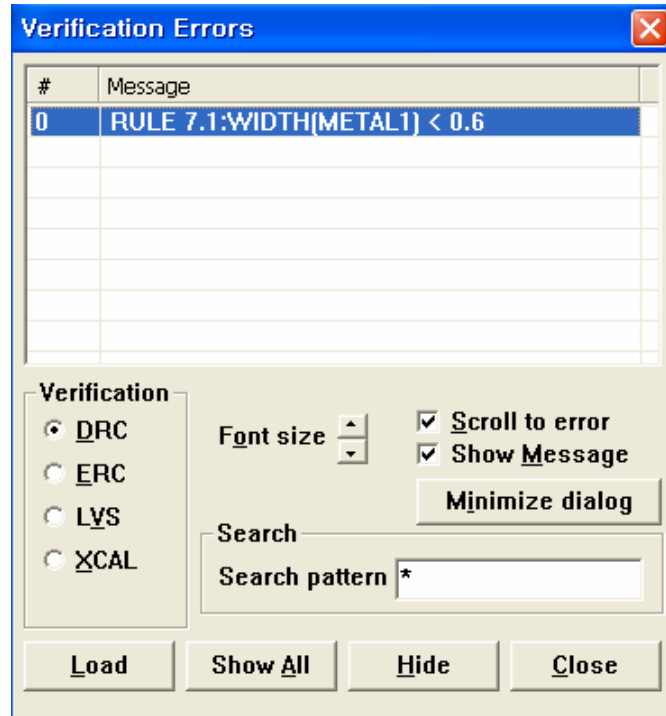 Verification Errors
# Message
0 RULE 7.1:WIDTH(METAL1) < 0.6
Verification
DRC
ERC
LVS
XCAL
Font size
Scroll to error
Show Message
Minimize dialog
Search
Search pattern *
Load Show All Hide Close